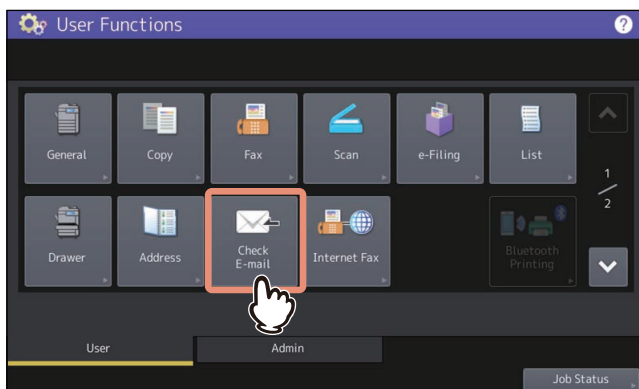 User Functions
?
General
Copy
Fax
Scan
e-Filing
List
1
2
Drawer
Address
Check
E-mail
Internet Fax
Bluetooth
Printing
User
Admin
Job Status